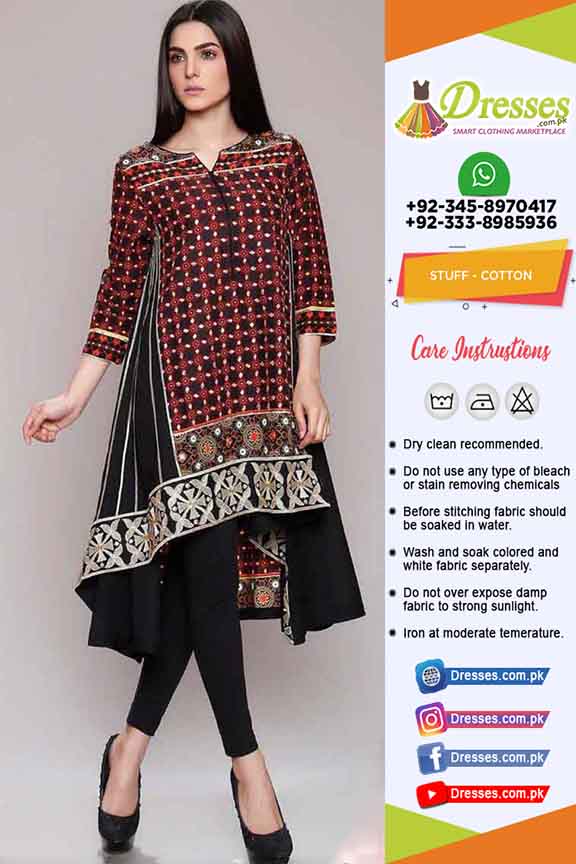 Dresses
.com.pk
SMART CLOTHING MARKETPLACE
+92-345-8970417
+92-333-8985936
STUFF - COTTON
Care Instrustions
Dry clean recommended.
Do not use any type of bleach
or stain removing chemicals
Before stitching fabric should
be soaked in water.
Wash and soak colored and
white fabric separately.
Do not over expose damp
fabric to strong sunlight.
Iron at moderate temerature.
Dresses.com.pk
Dresses.com.pk
Dresses.com.pk
Dresses.com.pk